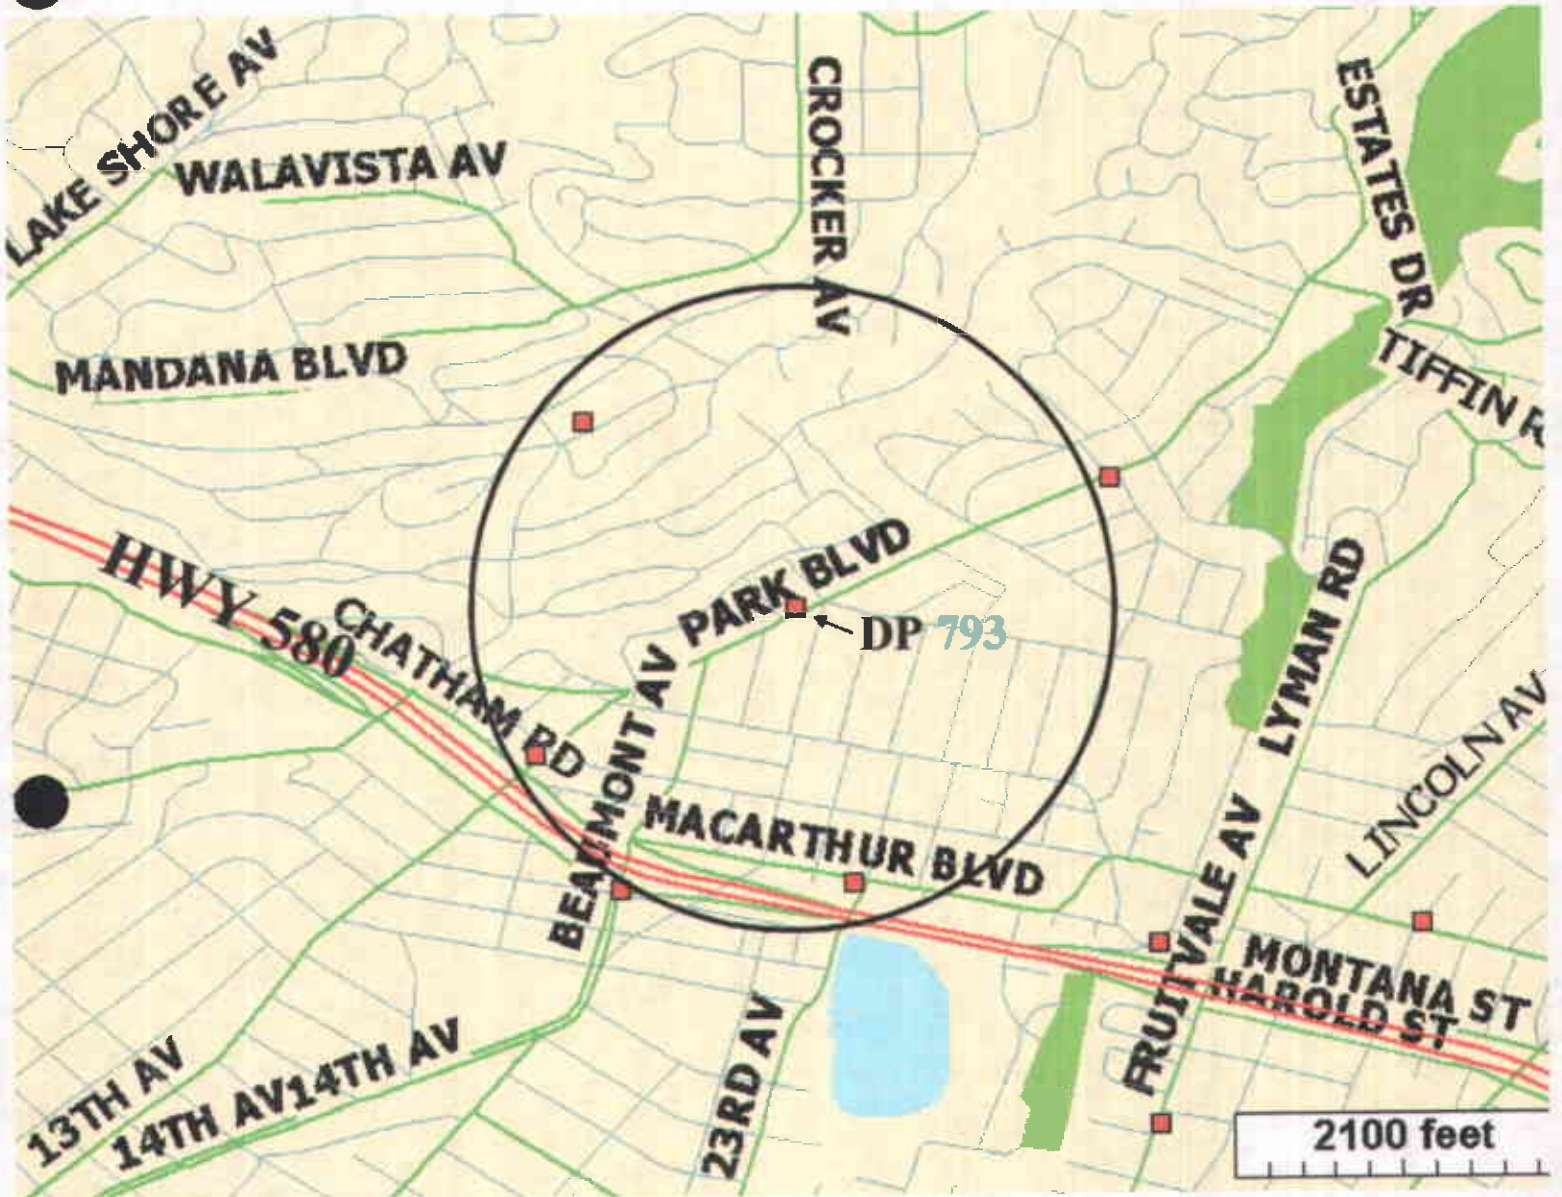 LAKE SHORE AV
WALAVISTA AV
CROCKER AV
ESTATES DR
MANDANA BLVD
TIFFIN R
HWY 580
CHATHAM RD
PARK BLVD
DP 793
BEAUMONT AV
LYMAN RD
LINCOLN AV
MACARTHUR BLVD
FRUITVALE AV
MONTANA ST
HAROLD ST
13TH AV
14TH AV14TH AV
23RD AV
2100 feet